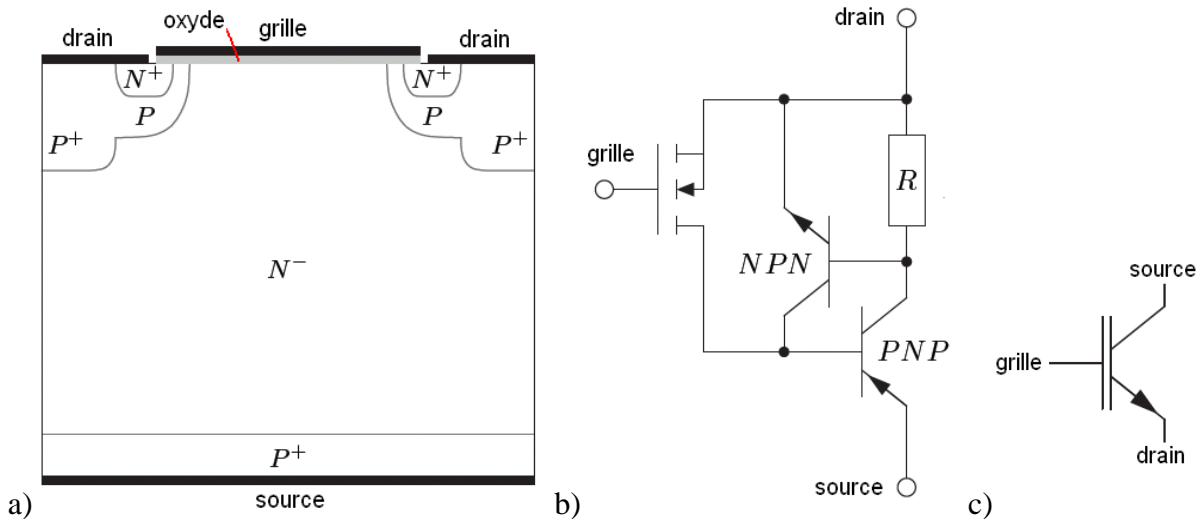 oxyde
drain grille drain
N+ N+
P P
P+ P+
N−
P+
source
a)
drain
grille
R
NPN
PNP
source
b)
source
grille
drain
c)